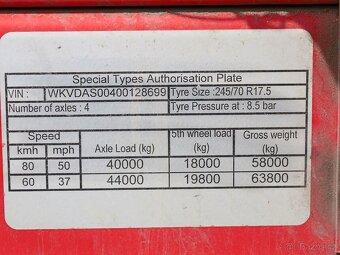 Special Types Authorisation Plate
VIN : WKVDAS00400128699 Tyre Size :245/70 R17.5
Number of axles : 4 Tyre Pressure at : 8.5 bar
Speed Axle Load (kg) 5th wheel load (kg) Gross weight (kg)
kmh mph
80 50 40000 18000 58000
60 37 44000 19800 63800